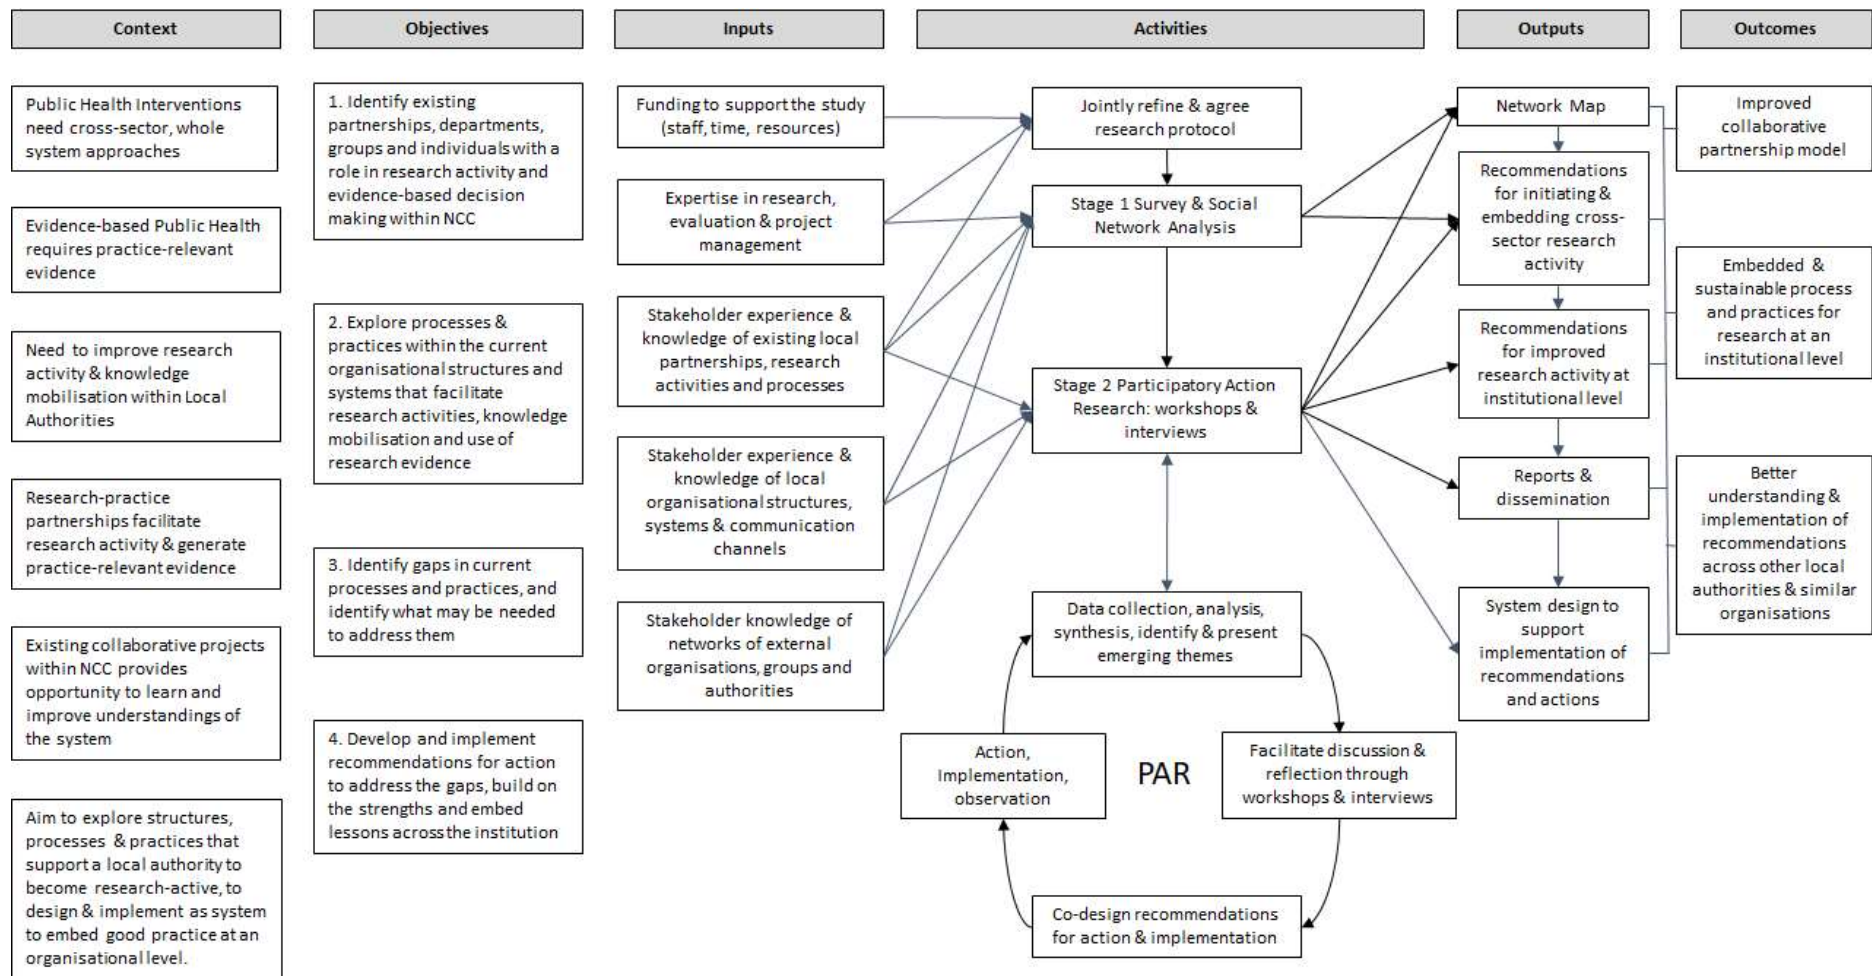 Context
Objectives
Inputs
Activities
Outputs
Outcomes
Public Health Interventions
need cross-sector, whole
system approaches
Evidence-based Public Health
requires practice-relevant
evidence
Need to improve research
activity & knowledge
mobilisation within Local
Authorities
Research-practice
partnerships facilitate
research activity & generate
practice-relevant evidence
Existing collaborative projects
within NCC provides
opportunity to learn and
improve understandings of
the system
Aim to explore structures,
processes & practices that
support a local authority to
become research-active, to
design & implement as system
to embed good practice at an
organisational level.
1. Identify existing
partnerships, departments,
groups and individuals with a
role in research activity and
evidence-based decision
making within NCC
2. Explore processes &
practices within the current
organisational structures and
systems that facilitate
research activities, knowledge
mobilisation and use of
research evidence
3. Identify gaps in current
processes and practices, and
identify what may be needed
to address them
4. Develop and implement
recommendations for action
to address the gaps, build on
the strengths and embed
lessons across the institution
Funding to support the study
(staff, time, resources)
Expertise in research,
evaluation & project
management
Stakeholder experience &
knowledge of existing local
partnerships, research
activities and processes
Stakeholder experience &
knowledge of local
organisational structures,
systems & communication
channels
Stakeholder knowledge of
networks of external
organisations, groups and
authorities
Jointly refine & agree
research protocol
Stage 1 Survey & Social
Network Analysis
Stage 2 Participatory Action
Research: workshops &
interviews
Data collection, analysis,
synthesis, identify & present
emerging themes
Action,
Implementation,
observation
PAR
Facilitate discussion &
reflection through
workshops & interviews
Co-design recommendations
for action & implementation
Network Map
Recommendations
for initiating &
embedding cross-
sector research
activity
Recommendations
for improved
research activity at
institutional level
Reports &
dissemination
System design to
support
implementation of
recommendations
and actions
Improved
collaborative
partnership model
Embedded &
sustainable process
and practices for
research at an
institutional level
Better
understanding &
implementation of
recommendations
across other local
authorities & similar
organisations